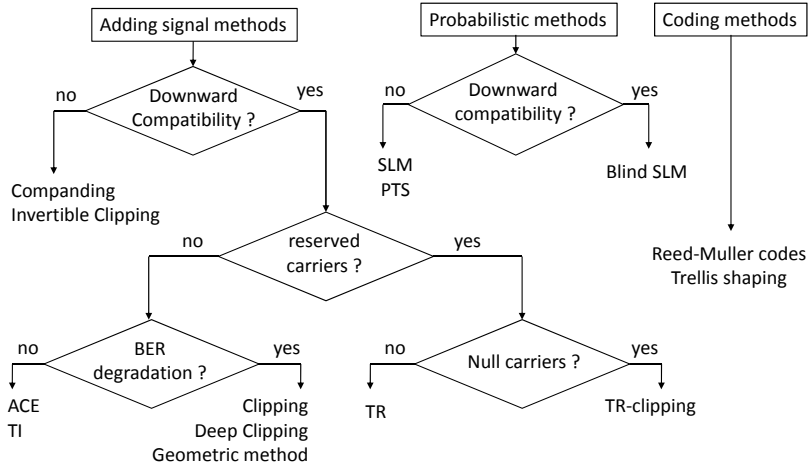 Adding signal methods
Probabilistic methods
Coding methods
no
Downward
Compatibility ?
yes
no
Downward
compatibility ?
yes
Companding
Invertible Clipping
SLM
PTS
Blind SLM
no
reserved
carriers ?
yes
Reed-Muller codes
Trellis shaping
no
BER
degradation ?
yes
no
Null carriers ?
yes
ACE
TI
Clipping
Deep Clipping
Geometric method
TR
TR-clipping